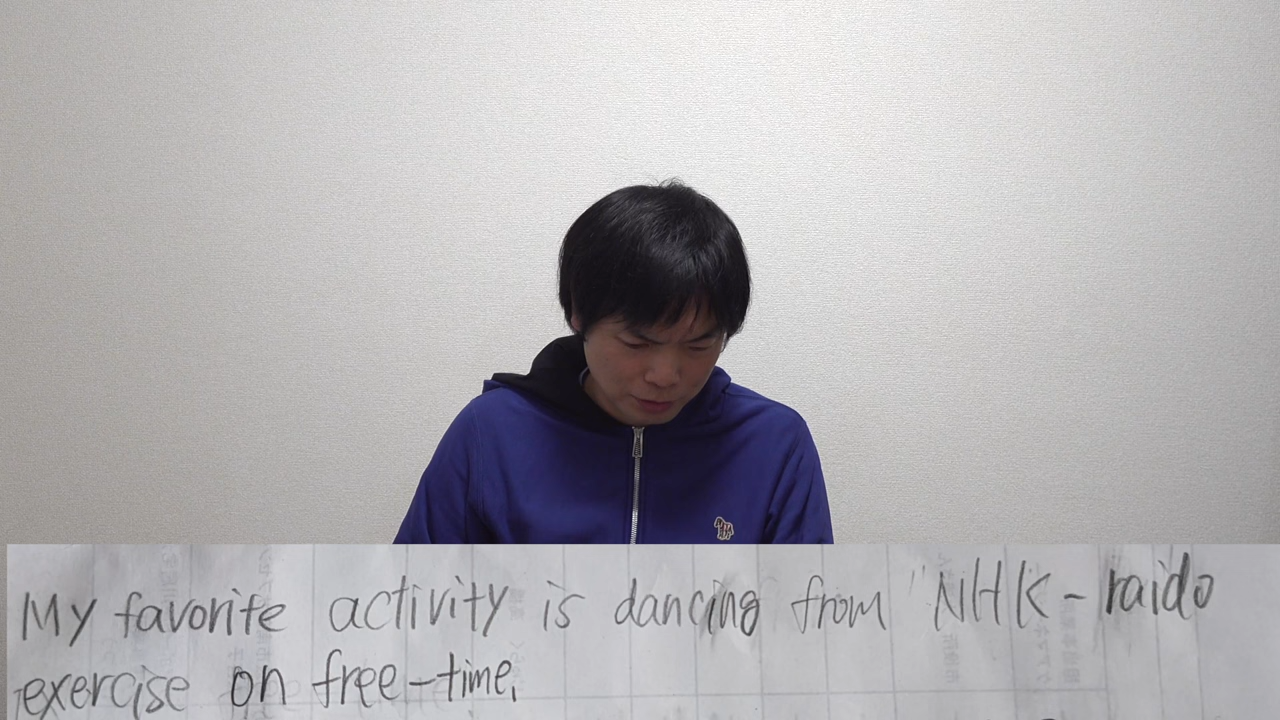 My favorite activity is dancing from "NHK-raido
exercise on free-time.